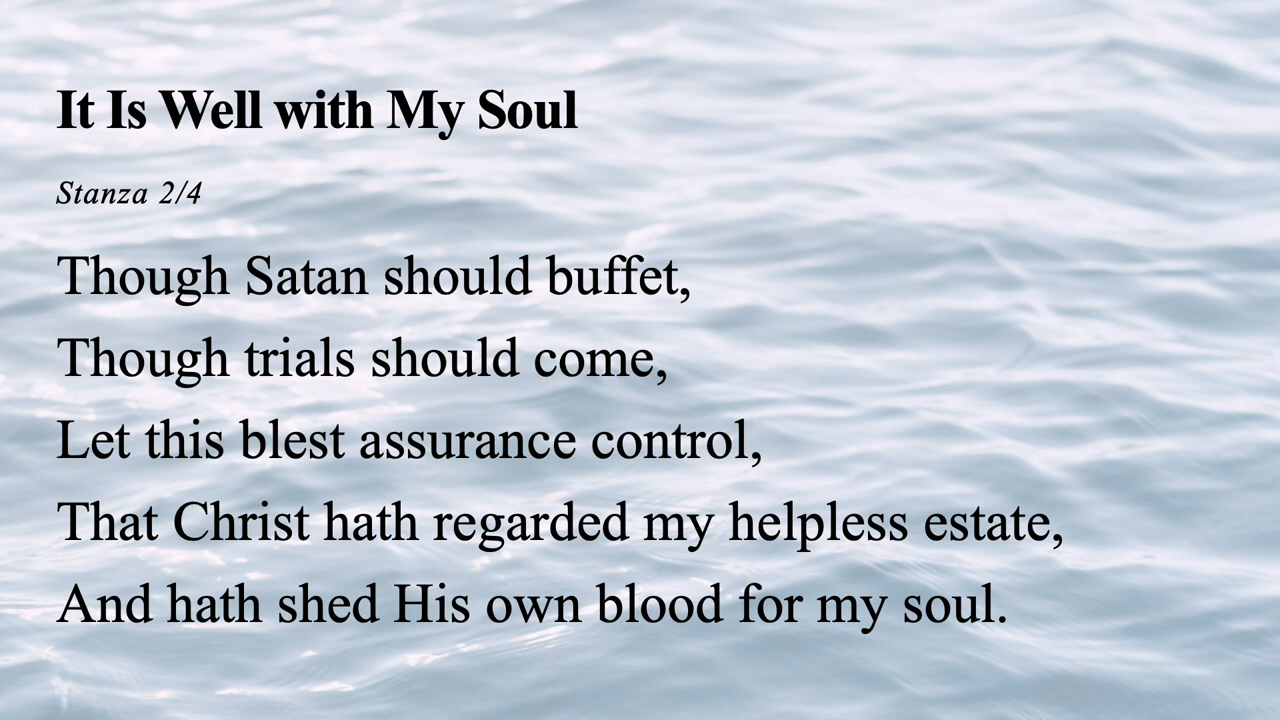 It Is Well with My Soul
Stanza 2/4
Though Satan should buffet,
Though trials should come,
Let this blest assurance control,
That Christ hath regarded my helpless estate,
And hath shed His own blood for my soul.